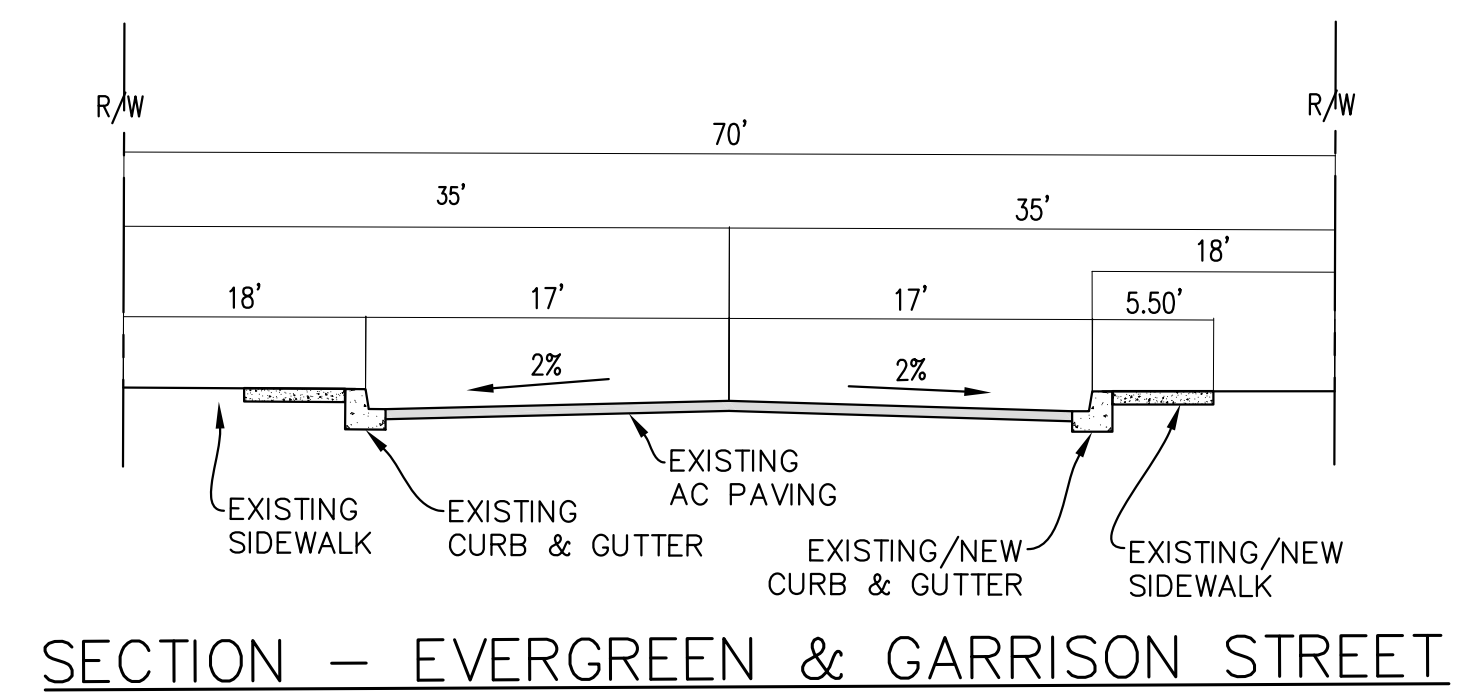 R/W
R/W
70'
35'
35'
18'
18'
17'
17'
5.50'
2%
2%
EXISTING
AC PAVING
EXISTING
SIDEWALK
EXISTING
CURB & GUTTER
EXISTING/NEW
CURB & GUTTER
EXISTING/NEW
SIDEWALK
SECTION - EVERGREEN & GARRISON STREET